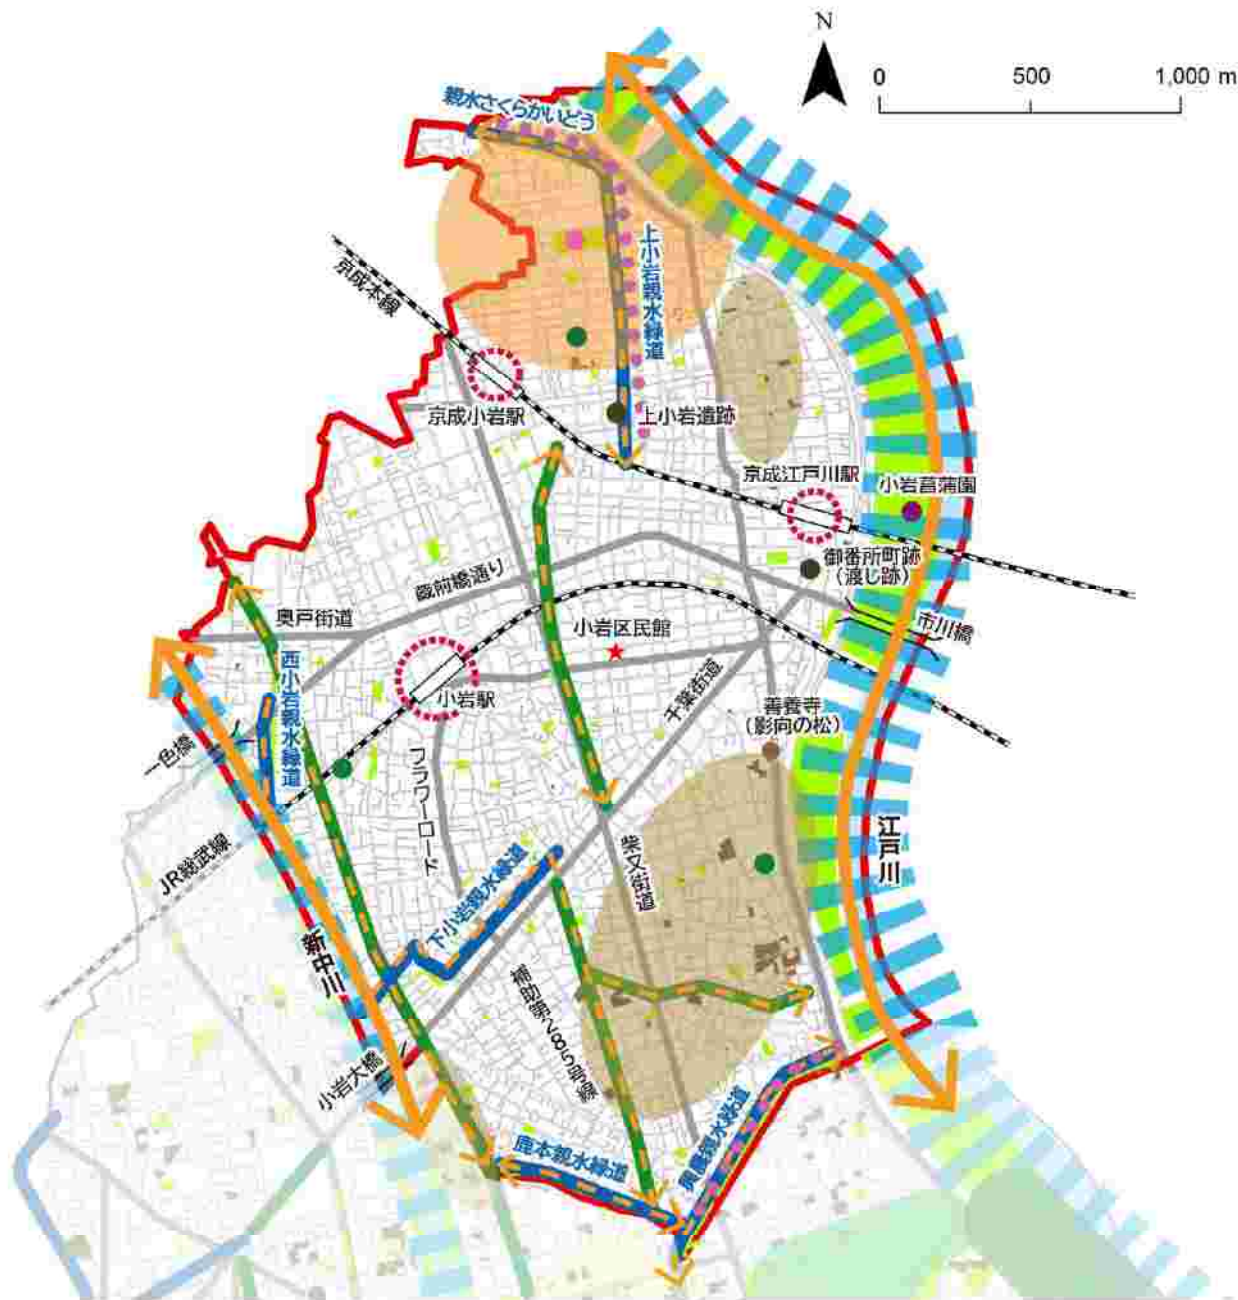 N
0 500 1,000 m
親水さくらかいどう
上小岩親水緑道
京成本線
京成小岩駅
上小岩遺跡
京成江戸川駅
小岩菖蒲園
御番所町跡
（渡し跡）
蔵前橋通り
奥戸街道
市川橋
小岩区民館
西小岩親水緑道
小岩駅
千葉街道
善養寺
（影向の松）
一色橋
フラワーロード
江戸川
JR総武線
柴又街道
下小岩親水緑道
新中川
補助第285号線
小岩大橋
鹿本親水緑道
興農親水緑道